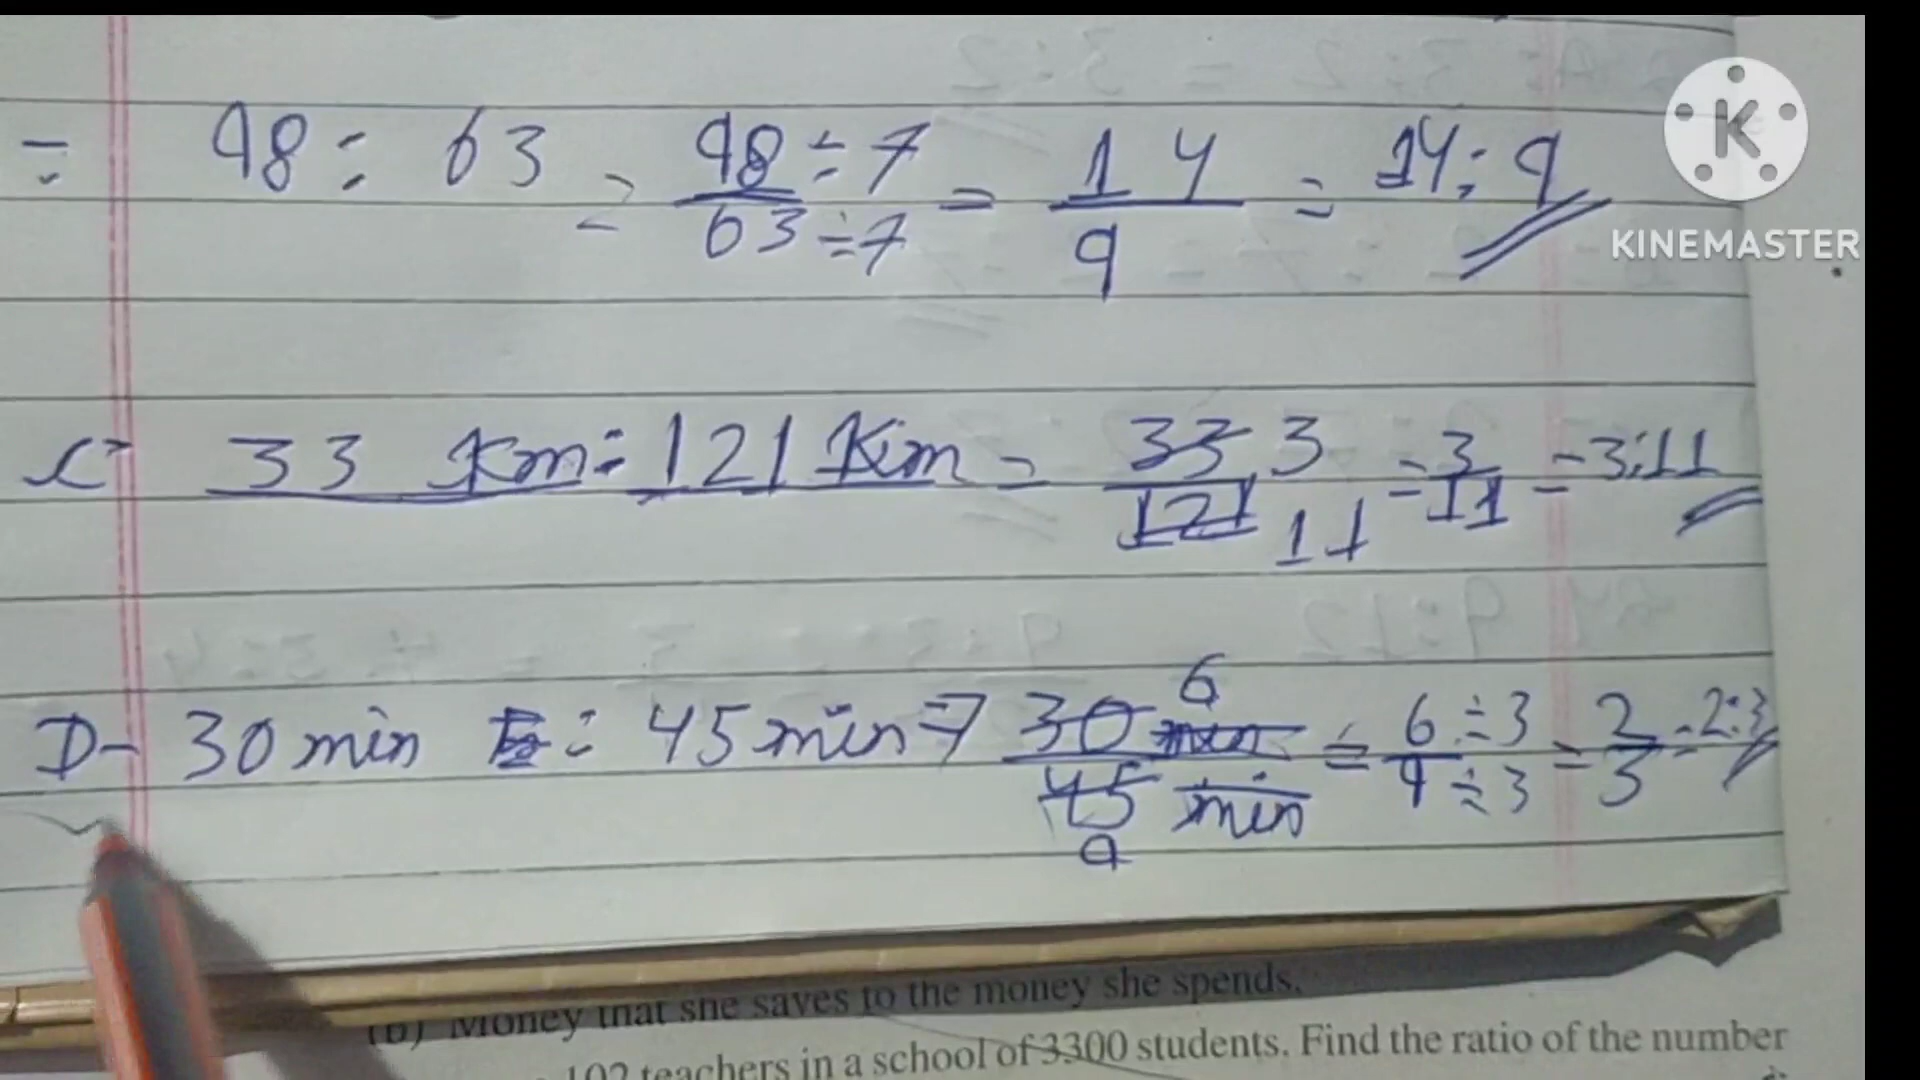 = 98 : 63 = 98 ÷ 7 / 63 ÷ 7 = 14 / 9 = 14 : 9
KINEMASTER
C 33 Km : 121 Km = 33 3 / 121 11 = 3 / 11 = 3:11
D- 30 min : 45 min = 30 6 min / 45 9 min = 6 ÷ 3 / 9 ÷ 3 = 2 / 3 = 2:3
(b) Money that she saves to the money she spends.
102 teachers in a school of 3300 students. Find the ratio of the number